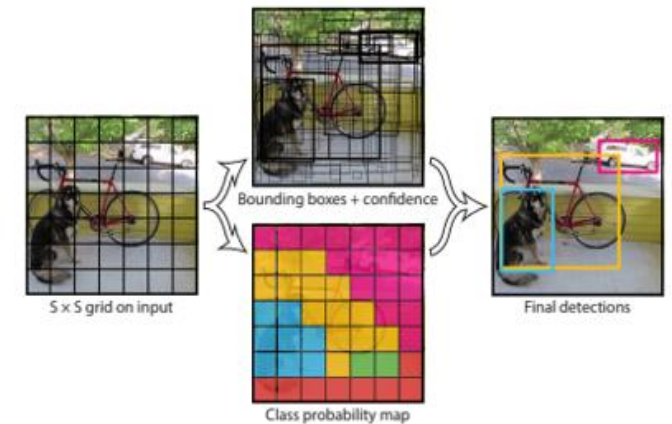 Bounding boxes + confidence
S × S grid on input
Final detections
Class probability map